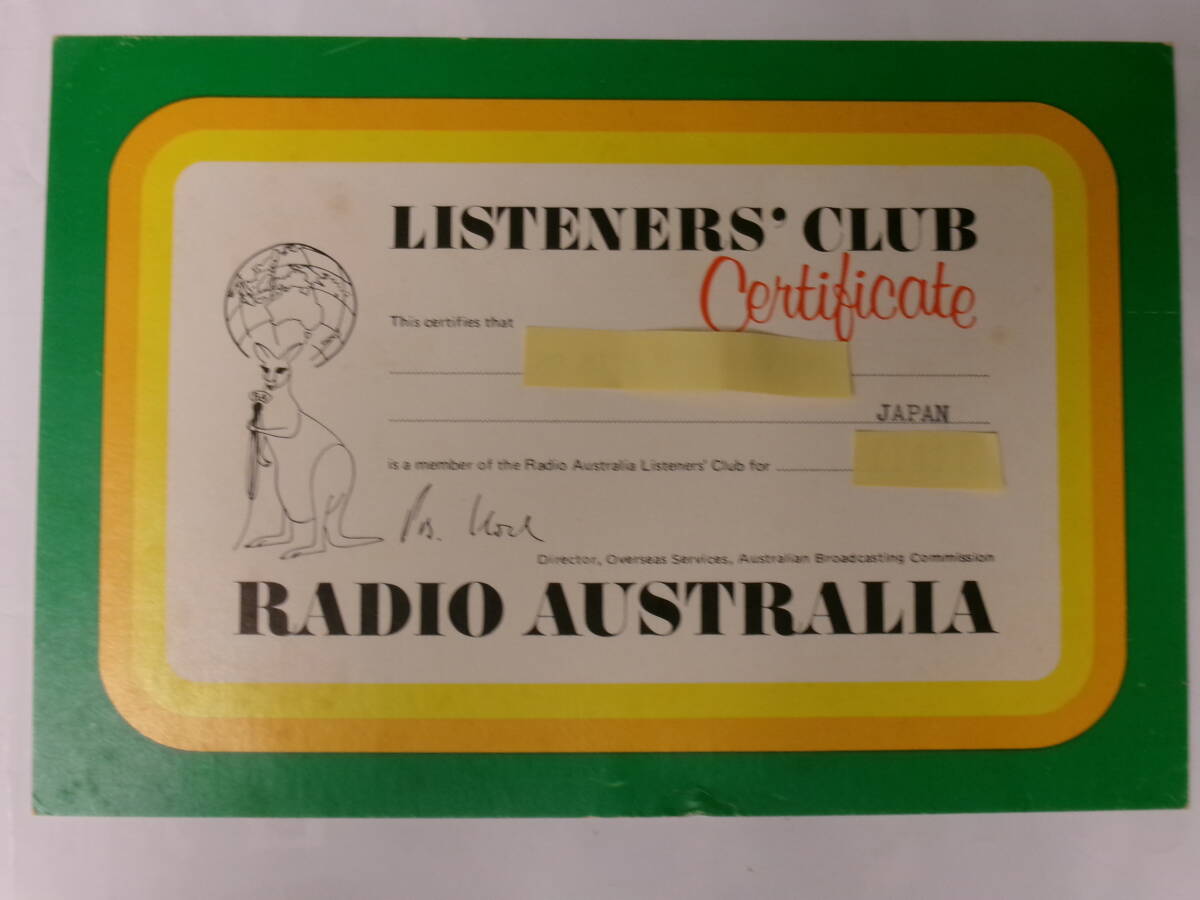 LISTENERS' CLUB
Certificate
This certifies that
JAPAN
is a member of the Radio Australia Listeners' Club for
Director, Overseas Services, Australian Broadcasting Commission
RADIO AUSTRALIA